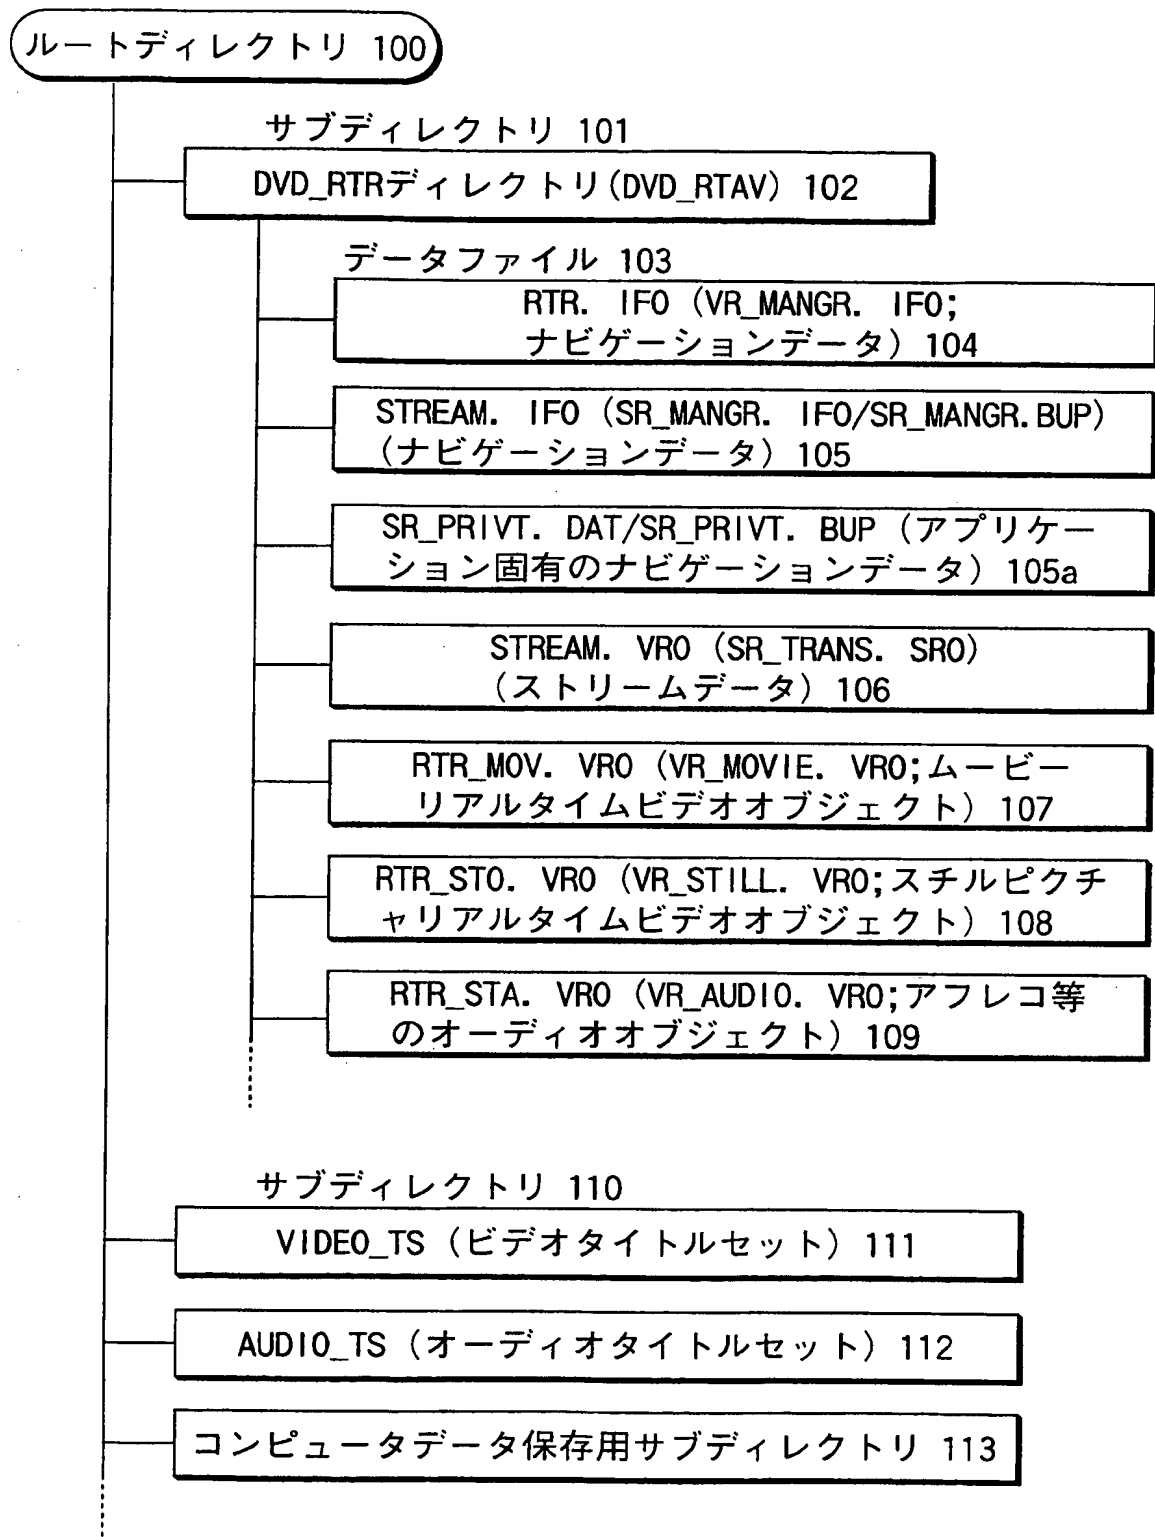 ルートディレクトリ 100
サブディレクトリ 101
DVD_RTRディレクトリ(DVD_RTAV) 102
データファイル 103
RTR. IFO (VR_MANGR. IFO;
ナビゲーションデータ) 104
STREAM. IFO (SR_MANGR. IFO/SR_MANGR.BUP)
(ナビゲーションデータ) 105
SR_PRIVT. DAT/SR_PRIVT. BUP (アプリケー
ション固有のナビゲーションデータ) 105a
STREAM. VRO (SR_TRANS. SRO)
(ストリームデータ) 106
RTR_MOV. VRO (VR_MOVIE. VRO;ムービー
リアルタイムビデオオブジェクト) 107
RTR_STO. VRO (VR_STILL. VRO;スチルピクチ
ャリアルタイムビデオオブジェクト) 108
RTR_STA. VRO (VR_AUDIO. VRO;アフレコ等
のオーディオオブジェクト) 109
サブディレクトリ 110
VIDEO_TS (ビデオタイトルセット) 111
AUDIO_TS (オーディオタイトルセット) 112
コンピュータデータ保存用サブディレクトリ 113